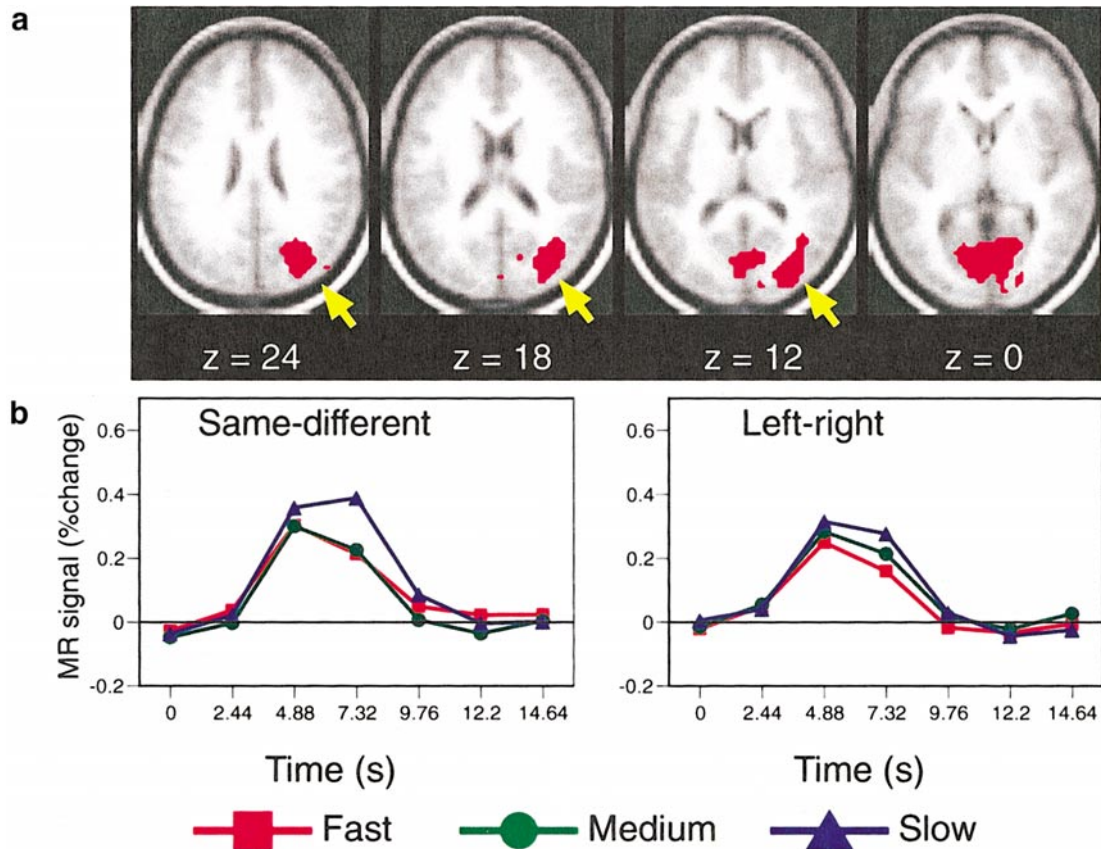 a
z = 24 z = 18 z = 12 z = 0
b
MR signal (%change)
Same-different
0.6
0.4
0.2
0
-0.2
0 2.44 4.88 7.32 9.76 12.2 14.64
Time (s)
Left-right
0.6
0.4
0.2
0
-0.2
0 2.44 4.88 7.32 9.76 12.2 14.64
Time (s)
Fast Medium Slow